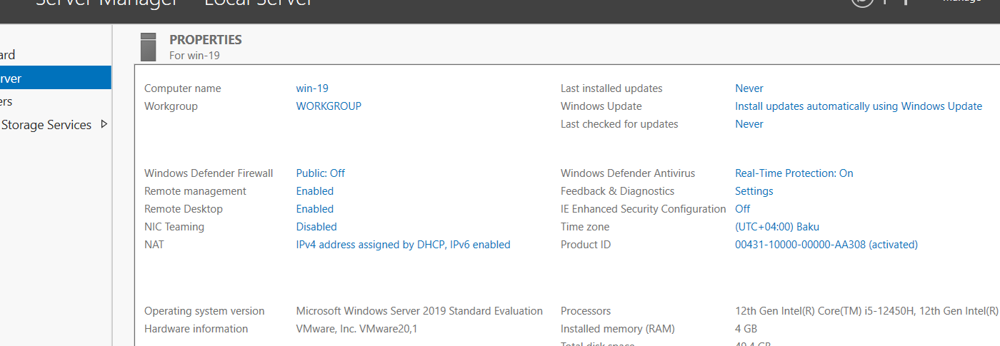 Server Manager Local Server
Manage
PROPERTIES
For win-19
ard
rver
ers
Storage Services
Computer name win-19
Workgroup WORKGROUP
Last installed updates Never
Windows Update Install updates automatically using Windows Update
Last checked for updates Never
Windows Defender Firewall Public: Off
Remote management Enabled
Remote Desktop Enabled
NIC Teaming Disabled
NAT IPv4 address assigned by DHCP, IPv6 enabled
Windows Defender Antivirus Real-Time Protection: On
Feedback & Diagnostics Settings
IE Enhanced Security Configuration Off
Time zone (UTC+04:00) Baku
Product ID 00431-10000-00000-AA308 (activated)
Operating system version Microsoft Windows Server 2019 Standard Evaluation
Hardware information VMware, Inc. VMware20,1
Processors 12th Gen Intel(R) Core(TM) i5-12450H, 12th Gen Intel(R)
Installed memory (RAM) 4 GB
Total disk space 49.4 GB